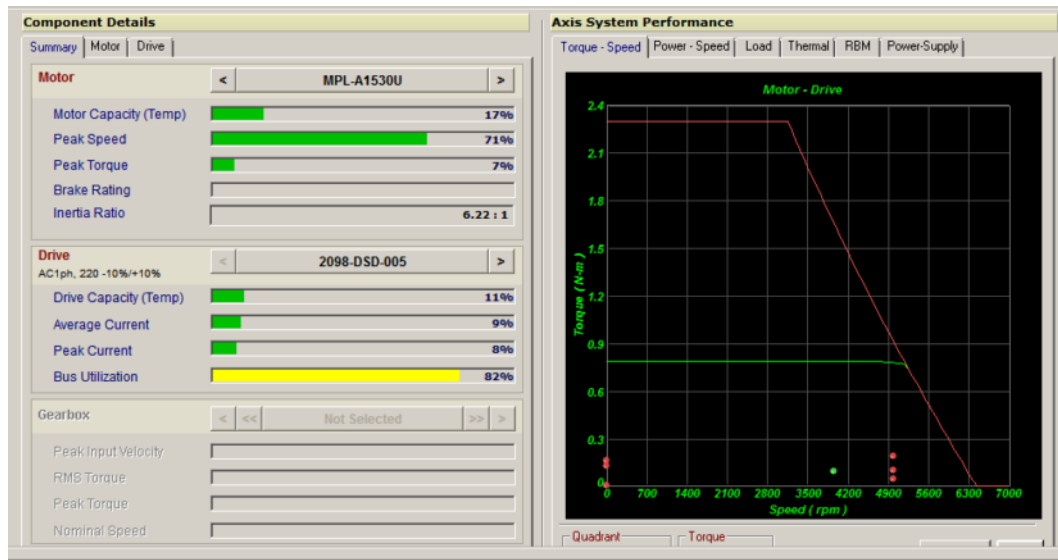 Component Details
Summary Motor Drive
Motor < MPL-A1530U >
Motor Capacity (Temp) 17%
Peak Speed 71%
Peak Torque 7%
Brake Rating
Inertia Ratio 6.22 : 1
Drive < 2098-DSD-005 >
AC1ph, 220 -10%/+10%
Drive Capacity (Temp) 11%
Average Current 9%
Peak Current 8%
Bus Utilization 82%
Gearbox < << Not Selected >> >
Peak Input Velocity
RMS Torque
Peak Torque
Nominal Speed
Axis System Performance
Torque - Speed Power - Speed Load Thermal RBM Power-Supply
Motor - Drive
2.4
2.1
1.8
1.5
1.2
0.9
0.6
0.3
0
Torque ( N-m )
0 700 1400 2100 2800 3500 4200 4900 5600 6300 7000
Speed ( rpm )
Quadrant Torque